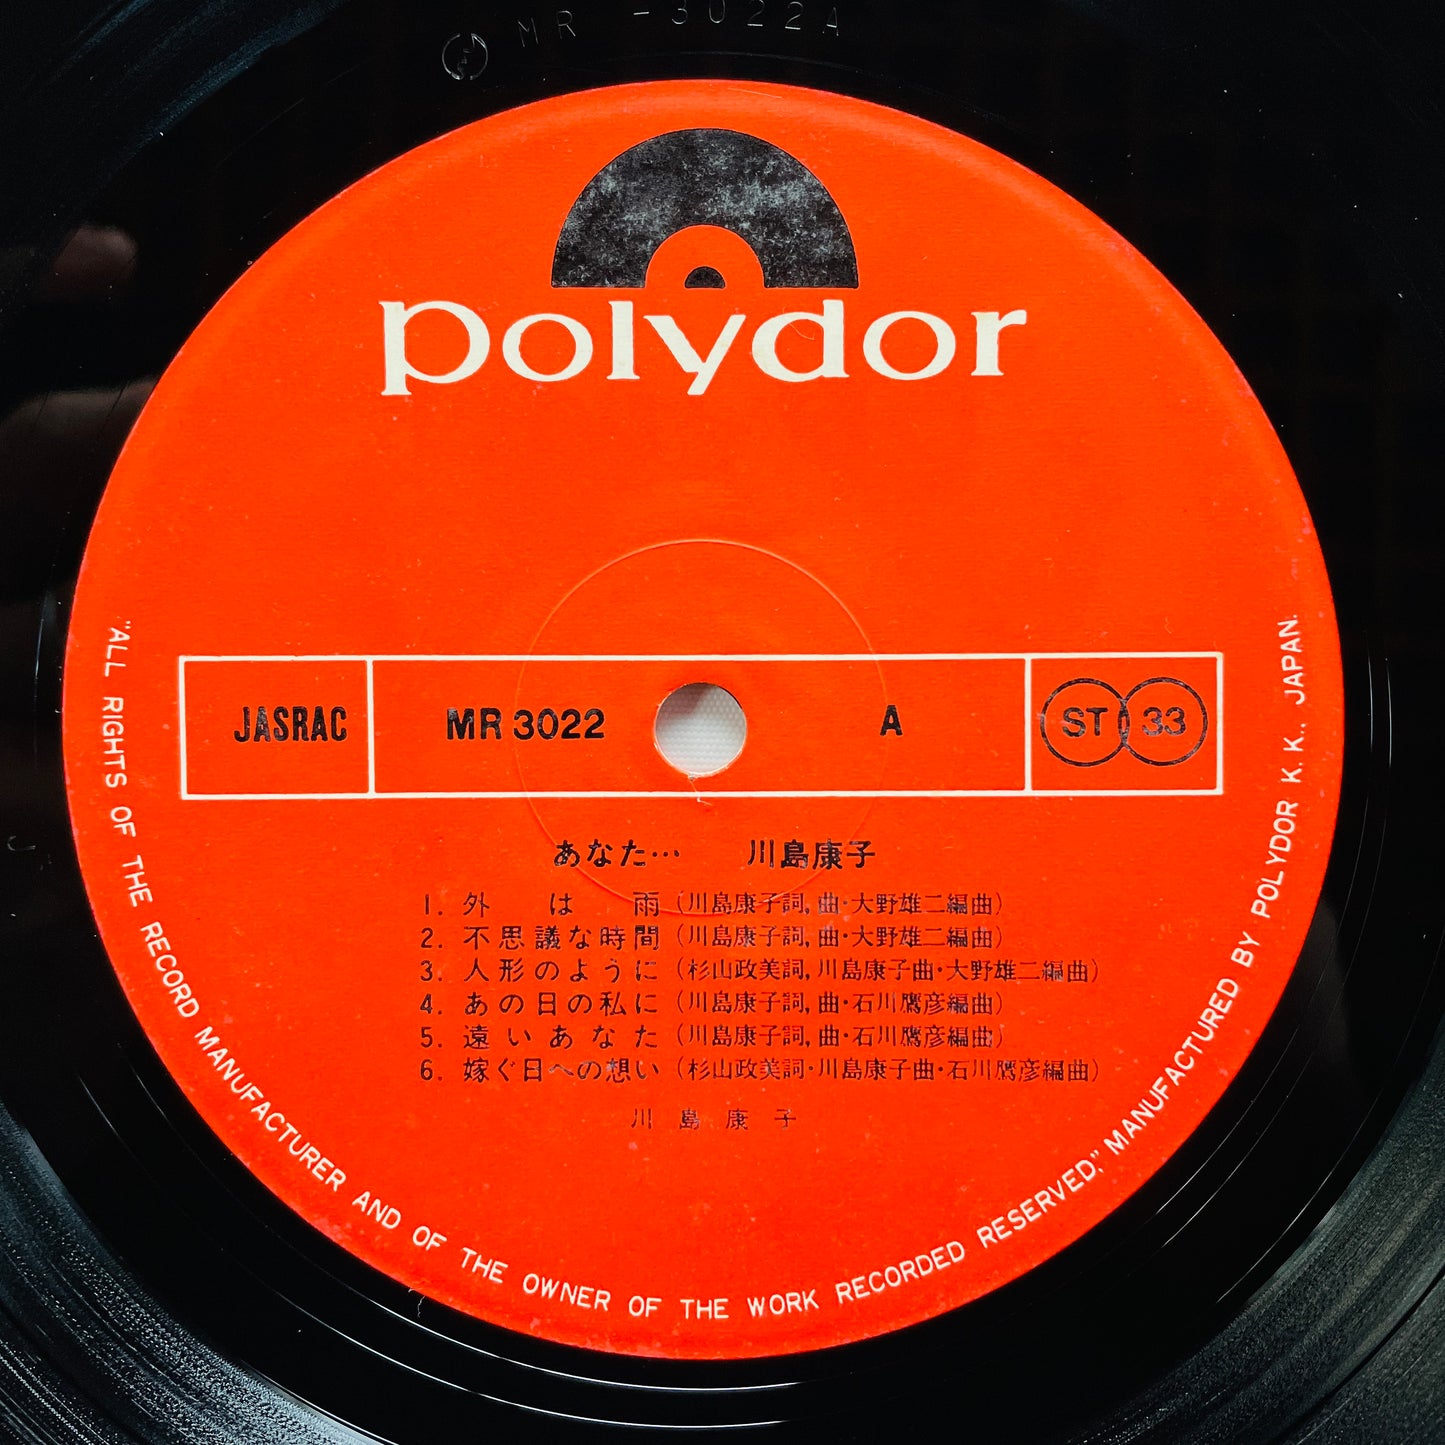 MR -3022A
polydor
JASRAC
MR 3022
A
ST 33
あなた… 川島康子
1. 外は雨 (川島康子詞, 曲・大野雄二編曲)
2. 不思議な時間 (川島康子詞, 曲・大野雄二編曲)
3. 人形のように (杉山政美詞, 川島康子曲・大野雄二編曲)
4. あの日の私に (川島康子詞, 曲・石川鷹彦編曲)
5. 遠いあなた (川島康子詞, 曲・石川鷹彦編曲)
6. 嫁ぐ日への想い (杉山政美詞・川島康子曲・石川鷹彦編曲)
川島康子
"ALL RIGHTS OF THE RECORD MANUFACTURER AND OF THE OWNER OF THE WORK RECORDED RESERVED," MANUFACTURED BY POLYDOR K. K., JAPAN.